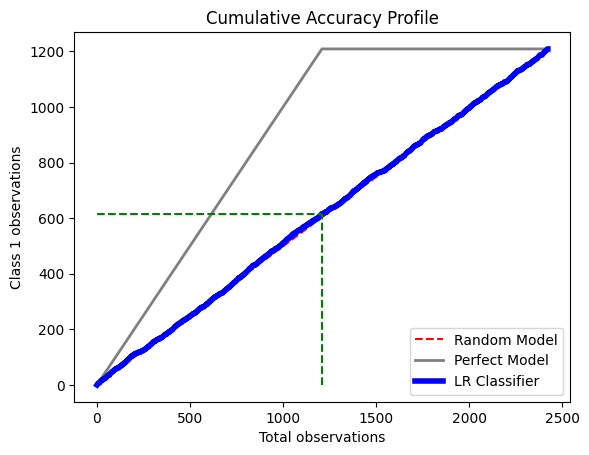 Cumulative Accuracy Profile
Class 1 observations
1200
1000
800
600
400
200
0
0 500 1000 1500 2000 2500
Total observations
Random Model
Perfect Model
LR Classifier